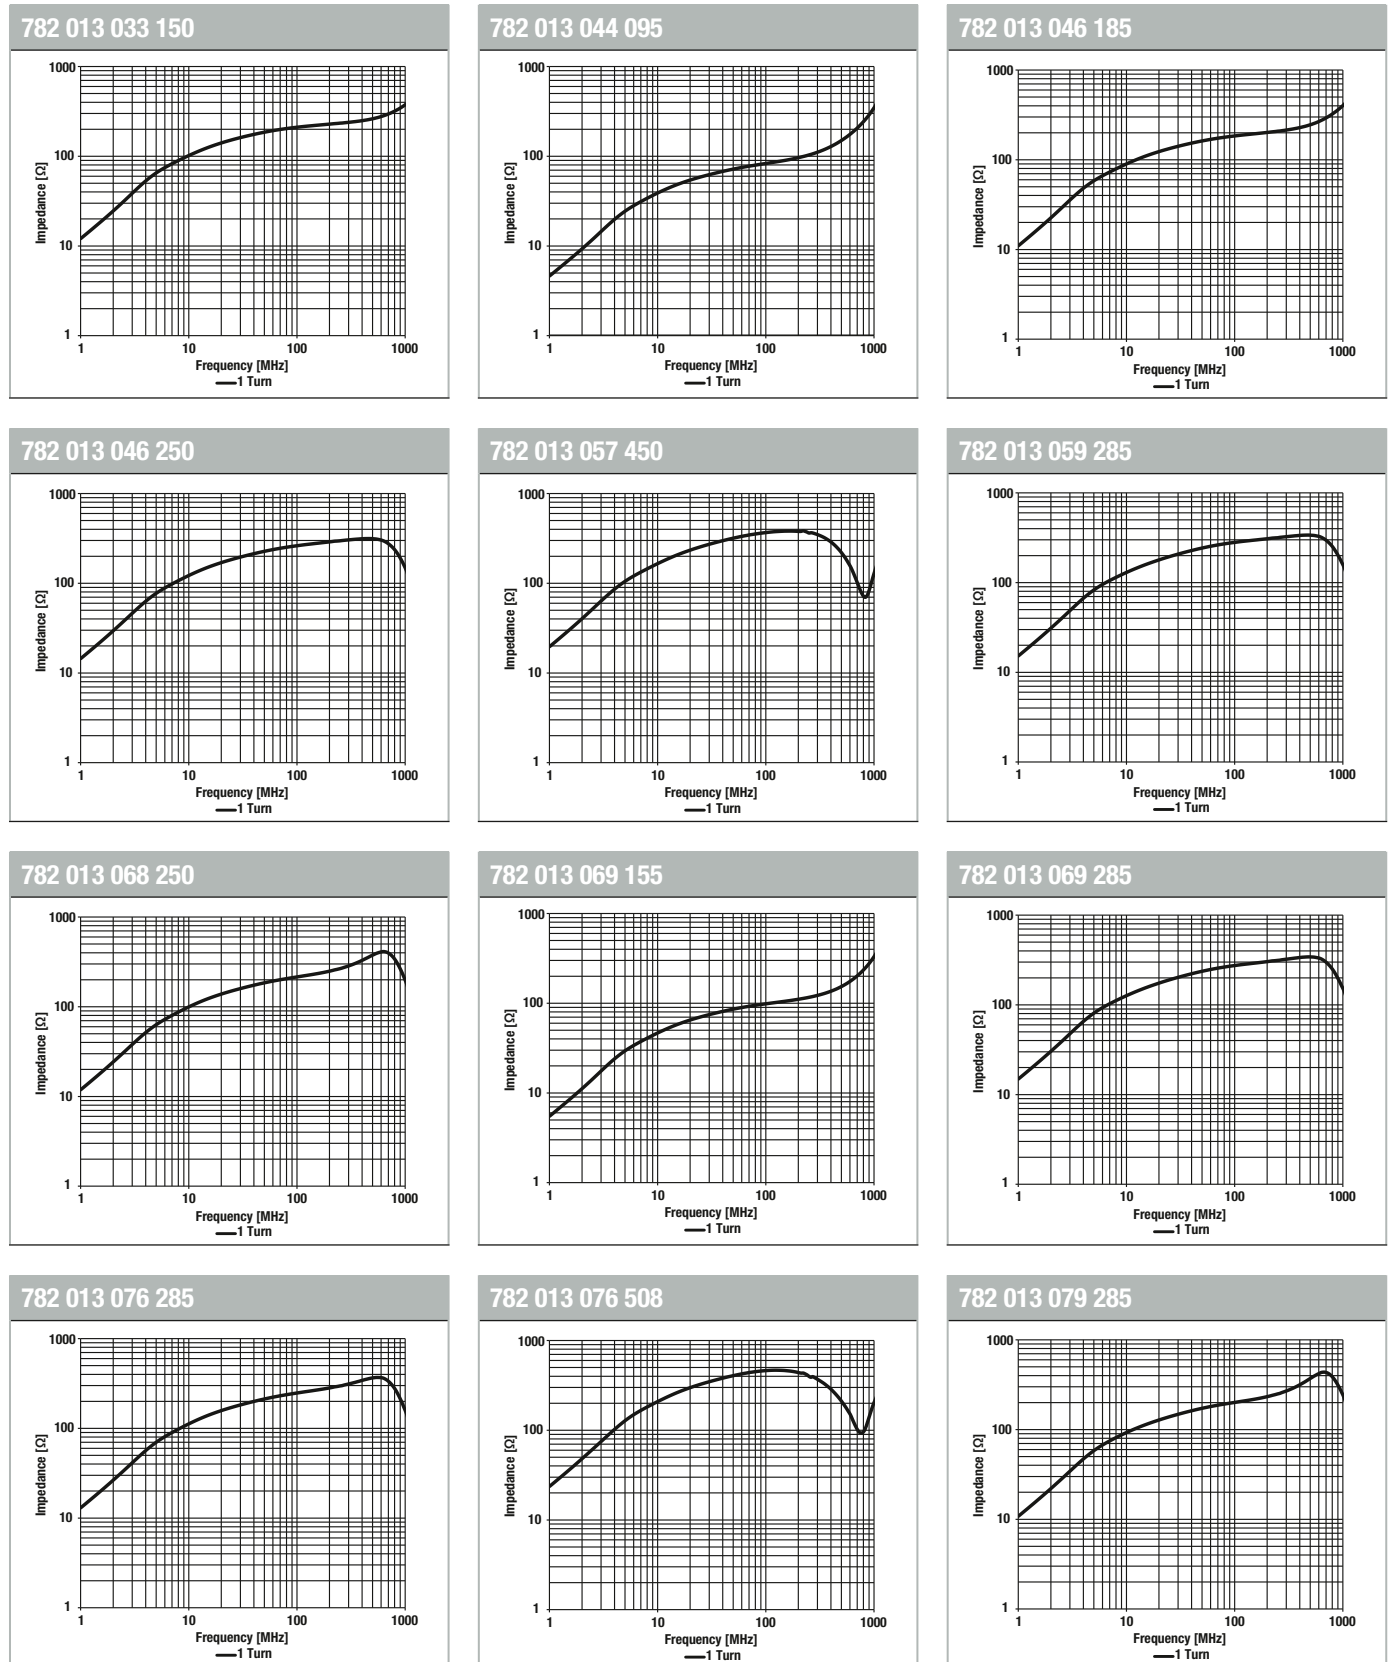 782 013 033 150
1000
100
10
1
Impedance [Ω]
1 10 100 1000
Frequency [MHz]
1 Turn
782 013 044 095
1000
100
10
1
Impedance [Ω]
1 10 100 1000
Frequency [MHz]
1 Turn
782 013 046 185
1000
100
10
1
Impedance [Ω]
1 10 100 1000
Frequency [MHz]
1 Turn
782 013 046 250
1000
100
10
1
Impedance [Ω]
1 10 100 1000
Frequency [MHz]
1 Turn
782 013 057 450
1000
100
10
1
Impedance [Ω]
1 10 100 1000
Frequency [MHz]
1 Turn
782 013 059 285
1000
100
10
1
Impedance [Ω]
1 10 100 1000
Frequency [MHz]
1 Turn
782 013 068 250
1000
100
10
1
Impedance [Ω]
1 10 100 1000
Frequency [MHz]
1 Turn
782 013 069 155
1000
100
10
1
Impedance [Ω]
1 10 100 1000
Frequency [MHz]
1 Turn
782 013 069 285
1000
100
10
1
Impedance [Ω]
1 10 100 1000
Frequency [MHz]
1 Turn
782 013 076 285
1000
100
10
1
Impedance [Ω]
1 10 100 1000
Frequency [MHz]
1 Turn
782 013 076 508
1000
100
10
1
Impedance [Ω]
1 10 100 1000
Frequency [MHz]
1 Turn
782 013 079 285
1000
100
10
1
Impedance [Ω]
1 10 100 1000
Frequency [MHz]
1 Turn